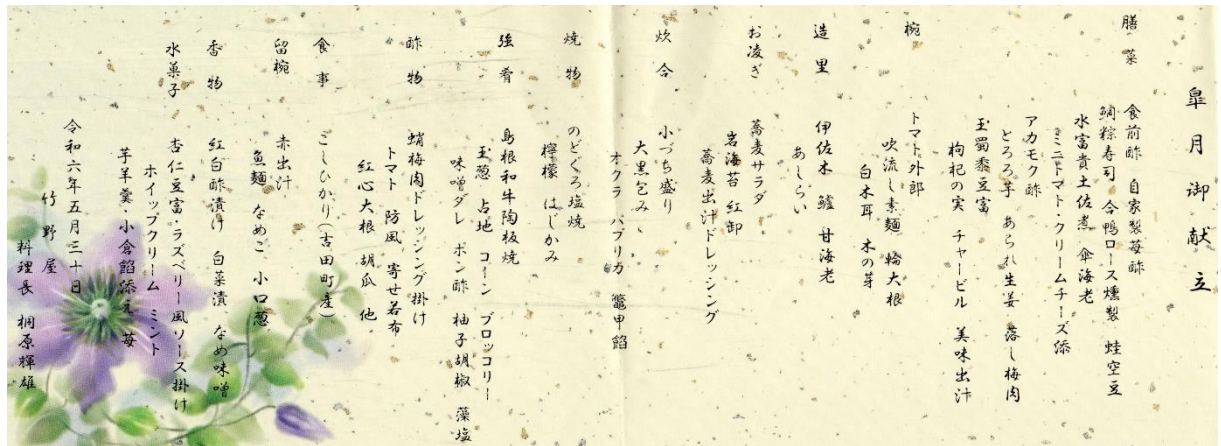 皐月御献立
膳菜 食前酢 自家製苺酢
鯛粽寿司 合鴨ロース燻製 蛙空豆
水富貴土佐煮 傘海老
ミニトマト・クリームチーズ添
アカモク酢
とろろ芋 あられ生姜 落し梅肉
玉蜀黍豆富
枸杞の実 チャービル 美味出汁
椀 トマト外郎
吹流し素麺 輪大根
白木耳 木の芽
造里 伊佐木 鱸 甘海老
あしらい
お凌ぎ 蕎麦サラダ
岩海苔 紅卸
蕎麦出汁ドレッシング
炊合 小づち盛り
大黒包み
オクラ パプリカ 鼈甲餡
焼物 のどぐろ塩焼
檸檬 はじかみ
強肴 島根和牛陶板焼
玉葱 占地 コーン ブロッコリー
味噌ダレ ポン酢 柚子胡椒 藻塩
酢物 蛸梅肉ドレッシング掛け
トマト 防風 寄せ若布
紅心大根 胡瓜 他
食事 こしひかり(吉田町産)
留椀 赤出汁
魚麺 なめこ 小口葱
香物 紅白酢漬け 白菜漬 なめ味噌
水菓子 杏仁豆富・ラズベリー風ソース掛け
ホイップクリーム ミント
芋羊羹 小倉餡添え 苺
令和六年五月三十日
竹野屋
料理長 桐原輝雄